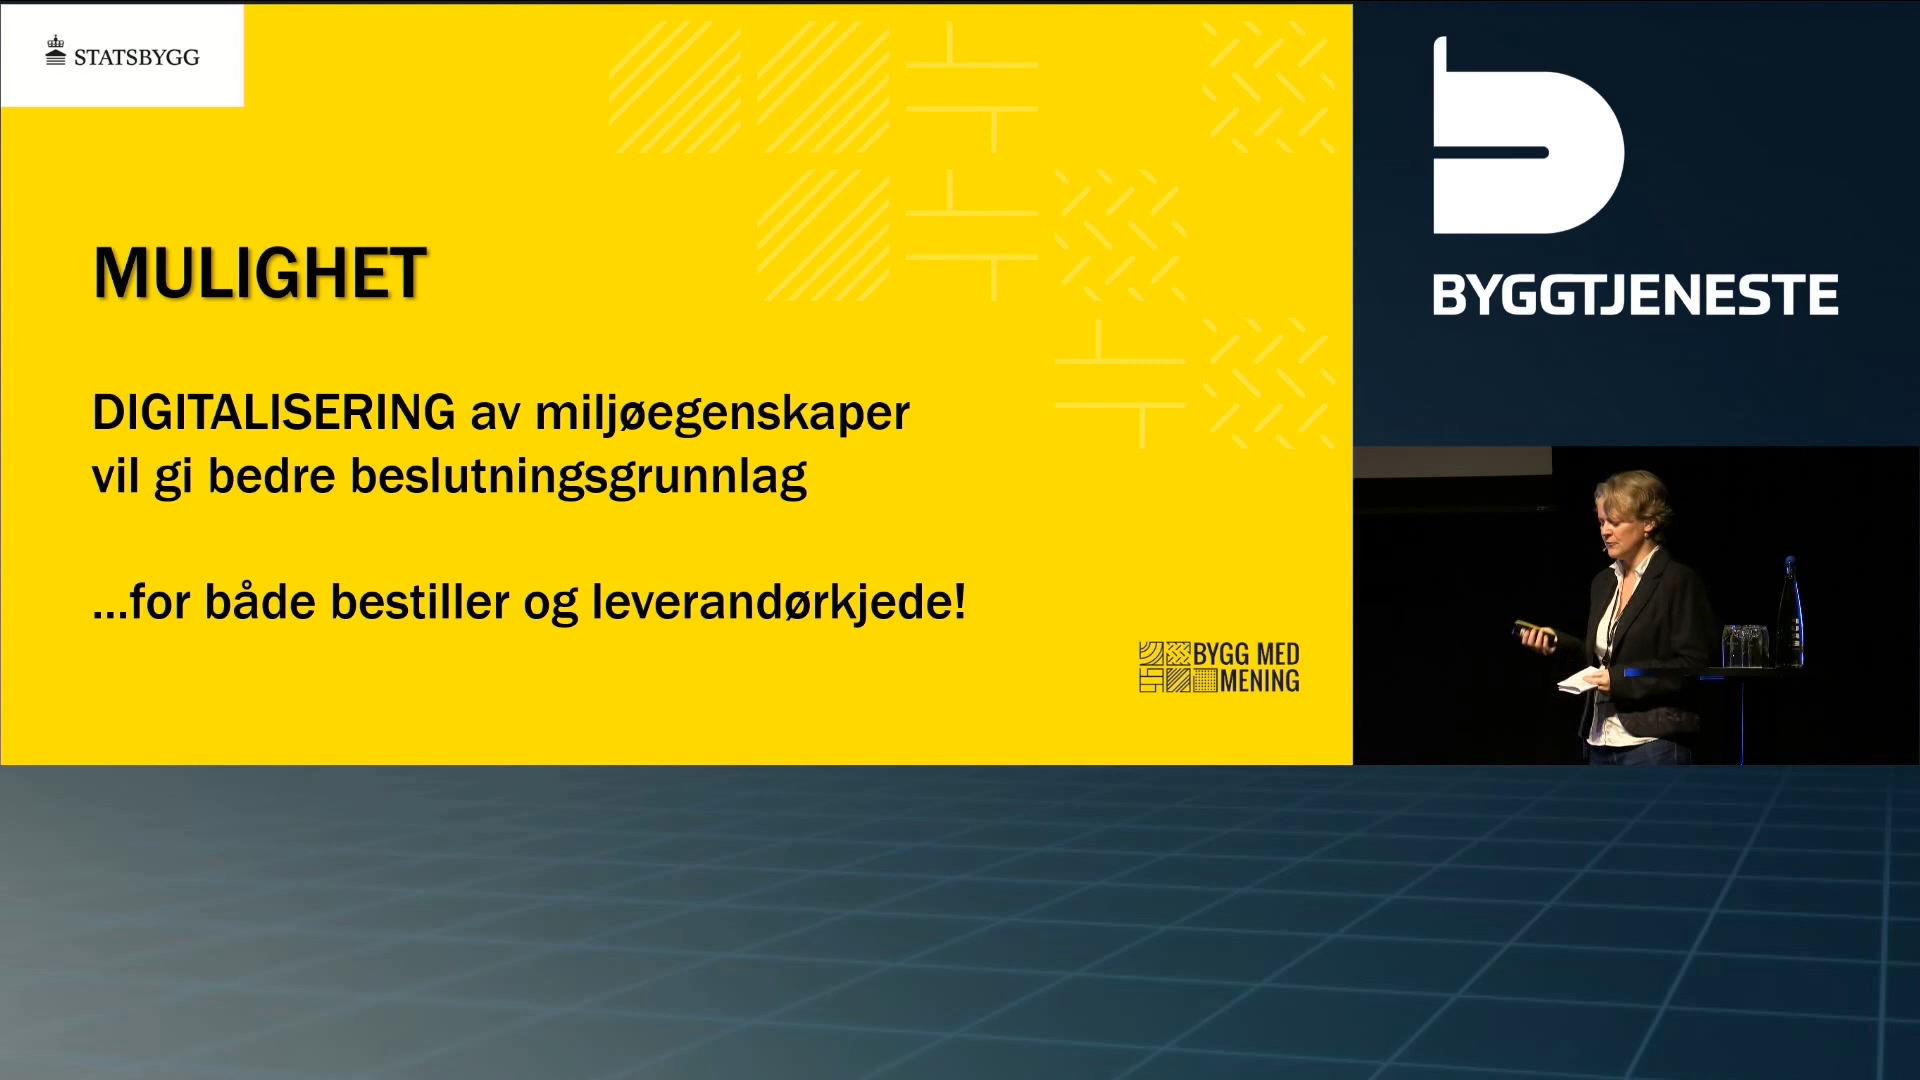 STATSBYGG
MULIGHET
DIGITALISERING av miljøegenskaper
vil gi bedre beslutningsgrunnlag
...for både bestiller og leverandørkjede!
BYGG MED
MENING
BYGGTJENESTE